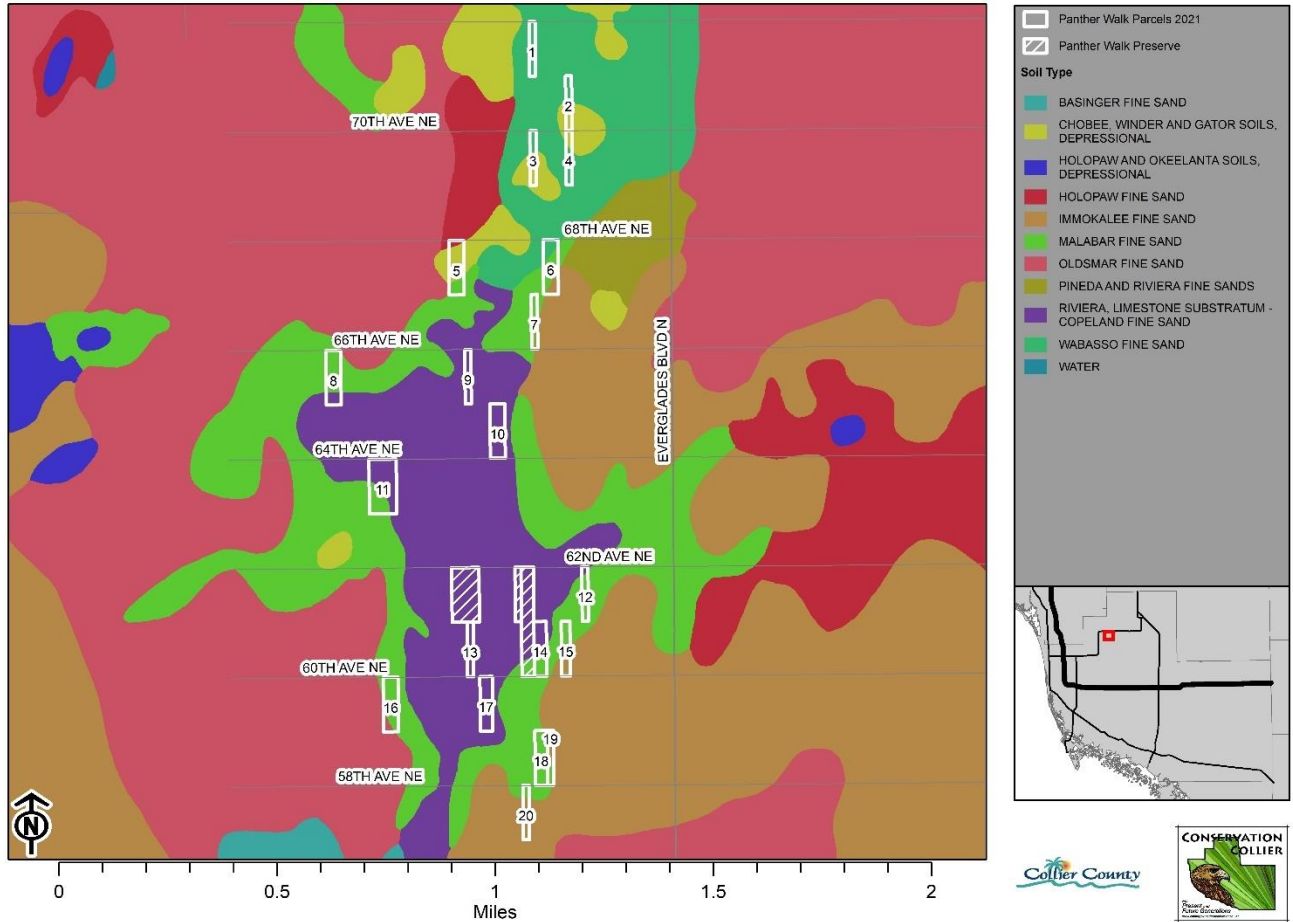 1
2
70TH AVE NE
3
4
68TH AVE NE
5
6
7
66TH AVE NE
EVERGLADES BLVD N
8
9
10
64TH AVE NE
11
62ND AVE NE
12
13
14
15
60TH AVE NE
16
17
19
18
58TH AVE NE
20
N
0
0.5
1
1.5
2
Miles
Panther Walk Parcels 2021
Panther Walk Preserve
Soil Type
BASINGER FINE SAND
CHOBEE, WINDER AND GATOR SOILS,
DEPRESSIONAL
HOLOPAW AND OKEELANTA SOILS,
DEPRESSIONAL
HOLOPAW FINE SAND
IMMOKALEE FINE SAND
MALABAR FINE SAND
OLDSMAR FINE SAND
PINEDA AND RIVIERA FINE SANDS
RIVIERA, LIMESTONE SUBSTRATUM -
COPELAND FINE SAND
WABASSO FINE SAND
WATER
Collier County
CONSERVATION
COLLIER
Future Generations